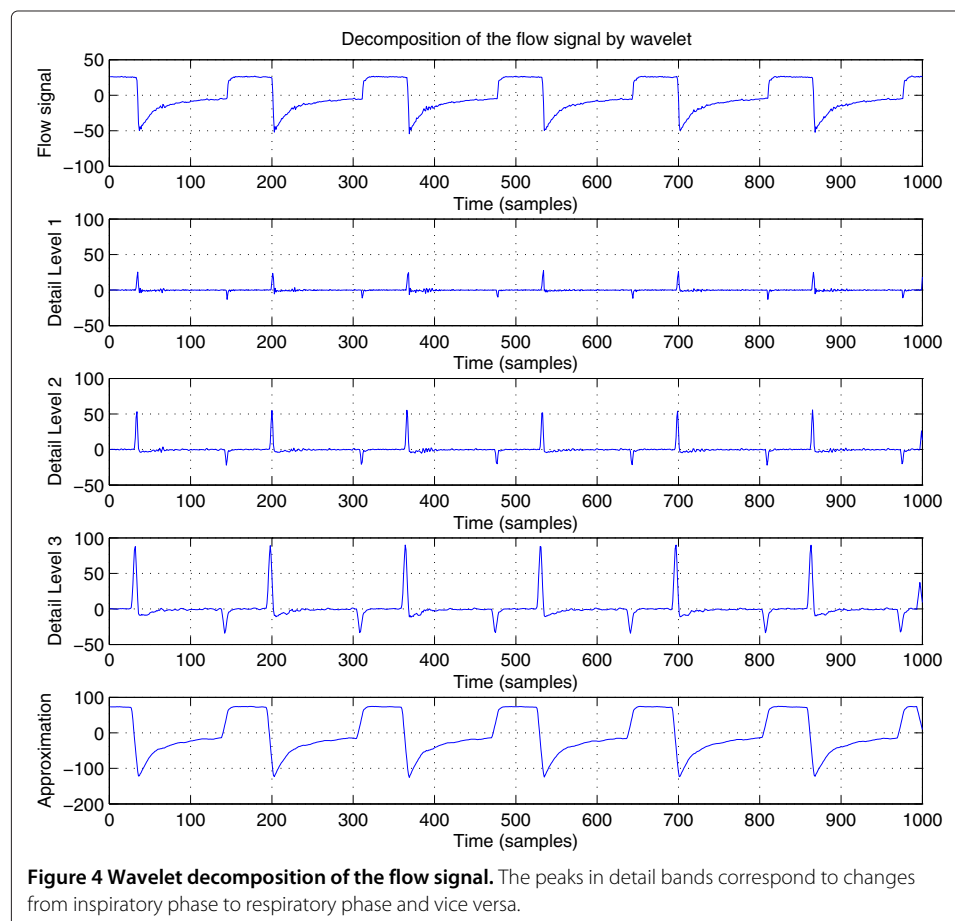 Decomposition of the flow signal by wavelet
Flow signal
50
0
−50
−100
0 100 200 300 400 500 600 700 800 900 1000
Time (samples)
Detail Level 1
100
50
0
−50
0 100 200 300 400 500 600 700 800 900 1000
Time (samples)
Detail Level 2
100
50
0
−50
0 100 200 300 400 500 600 700 800 900 1000
Time (samples)
Detail Level 3
100
50
0
−50
0 100 200 300 400 500 600 700 800 900 1000
Time (samples)
Approximation
100
0
−100
−200
0 100 200 300 400 500 600 700 800 900 1000
Time (samples)
Figure 4 Wavelet decomposition of the flow signal. The peaks in detail bands correspond to changes
from inspiratory phase to respiratory phase and vice versa.